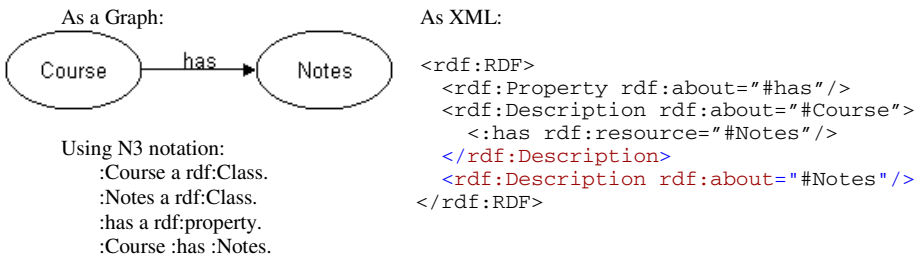 As a Graph:
Course
has
Notes
Using N3 notation:
:Course a rdf:Class.
:Notes a rdf:Class.
:has a rdf:property.
:Course :has :Notes.
As XML:
<rdf:RDF>
<rdf:Property rdf:about="#has"/>
<rdf:Description rdf:about="#Course">
<:has rdf:resource="#Notes"/>
</rdf:Description>
<rdf:Description rdf:about="#Notes"/>
</rdf:RDF>